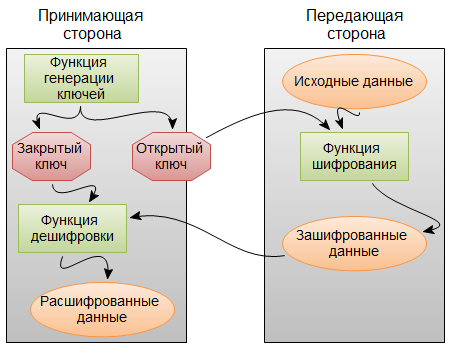 Принимающая
сторона
Функция
генерации
ключей
Закрытый
ключ
Открытый
ключ
Функция
дешифровки
Расшифрованные
данные
Передающая
сторона
Исходные данные
Функция
шифрования
Зашифрованные
данные